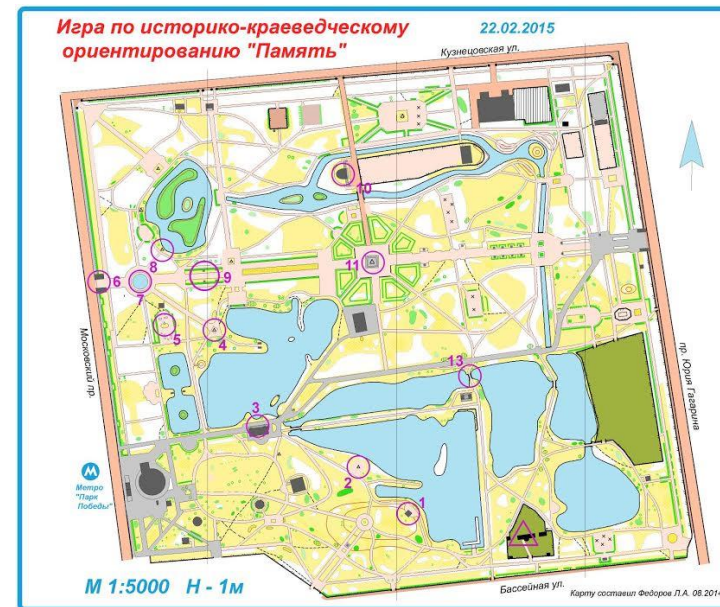 Игра по историко-краеведческому
ориентированию "Память"
22.02.2015
Кузнецовская ул.
10
11
8
6
7
9
5
4
13
3
2
1
Московский пр.
пр. Юрия Гагарина
М
Метро
"Парк
Победы"
М 1:5000 Н - 1м
Бассейная ул.
Карту составил Федоров Л.А. 08.2014